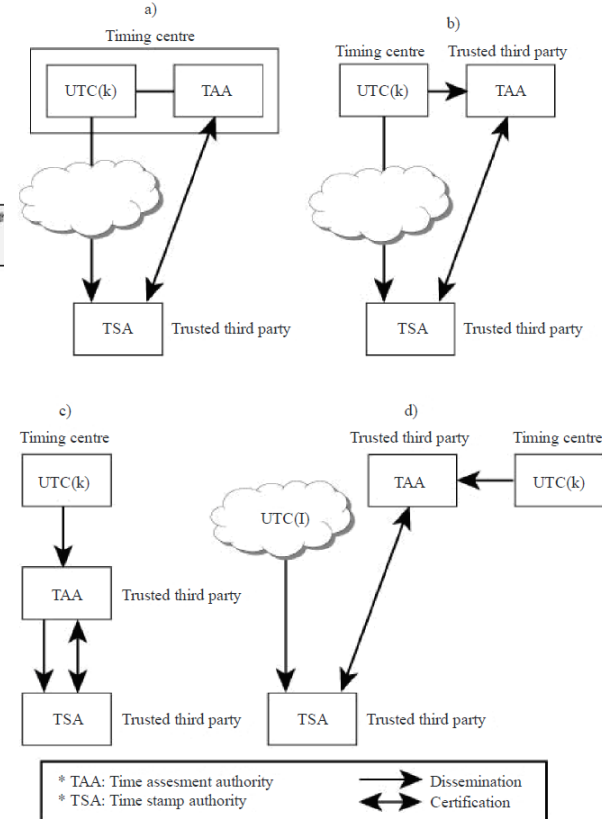 a)
Timing centre
UTC(k)
TAA
TSA
Trusted third party
b)
Timing centre
Trusted third party
UTC(k)
TAA
TSA
Trusted third party
c)
Timing centre
UTC(k)
TAA
Trusted third party
TSA
Trusted third party
d)
Trusted third party
Timing centre
TAA
UTC(k)
UTC(I)
TSA
Trusted third party
* TAA: Time assesment authority
* TSA: Time stamp authority
Dissemination
Certification